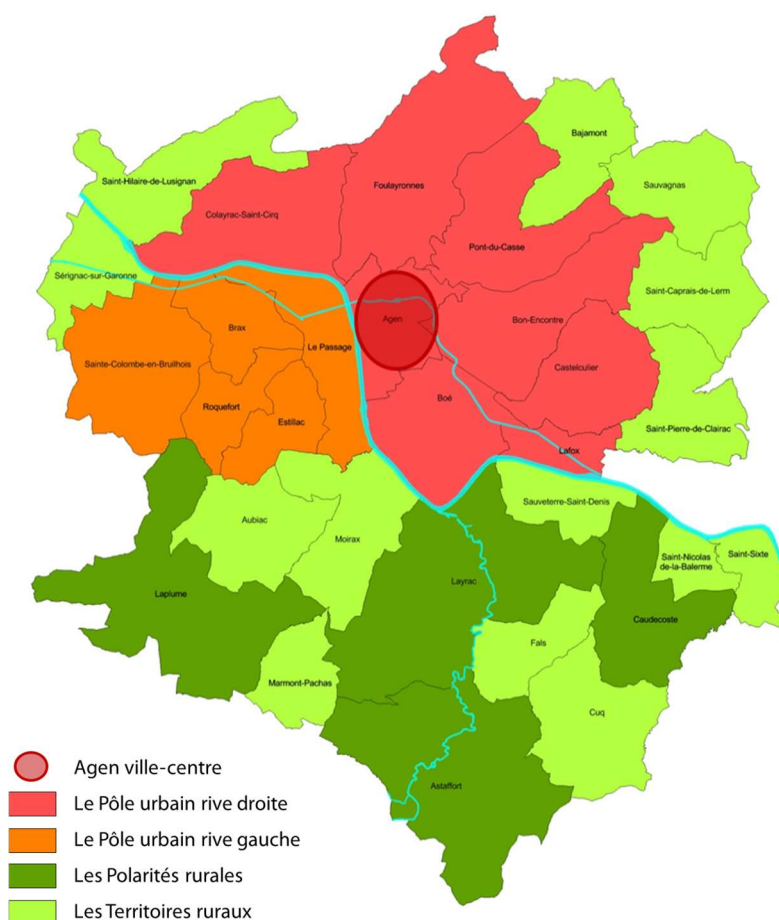 Bajamont
Saint-Hilaire-de-Lusignan
Foulayronnes
Sauvagnas
Colayrac-Saint-Cirq
Pont-du-Casse
Sérignac-sur-Garonne
Saint-Caprais-de-Lerm
Agen
Bon-Encontre
Brax
Le Passage
Sainte-Colombe-en-Bruilhois
Castelculier
Boé
Roquefort
Estillac
Saint-Pierre-de-Clairac
Lafox
Sauveterre-Saint-Denis
Aubiac
Moirax
Saint-Nicolas
de-la-Balerme
Saint-Sixte
Layrac
Laplume
Caudecoste
Fals
Marmont-Pachas
Cuq
Astaffort
Agen ville-centre
Le Pôle urbain rive droite
Le Pôle urbain rive gauche
Les Polarités rurales
Les Territoires ruraux